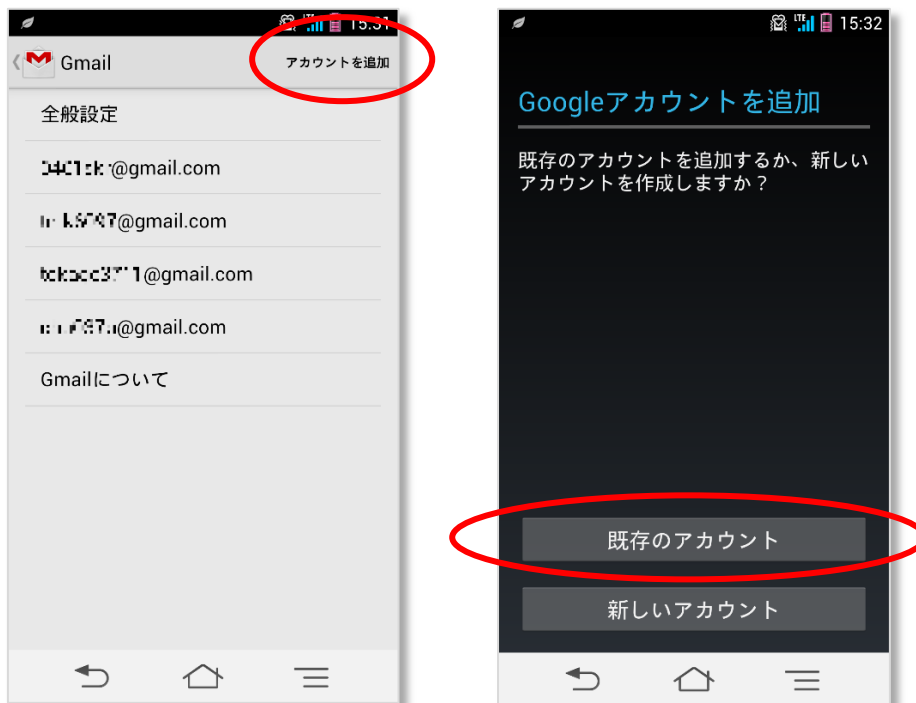 LTE 15:31
Gmail
アカウントを追加
全般設定
@gmail.com
@gmail.com
@gmail.com
@gmail.com
Gmailについて
LTE 15:32
Googleアカウントを追加
既存のアカウントを追加するか、新しい
アカウントを作成しますか？
既存のアカウント
新しいアカウント